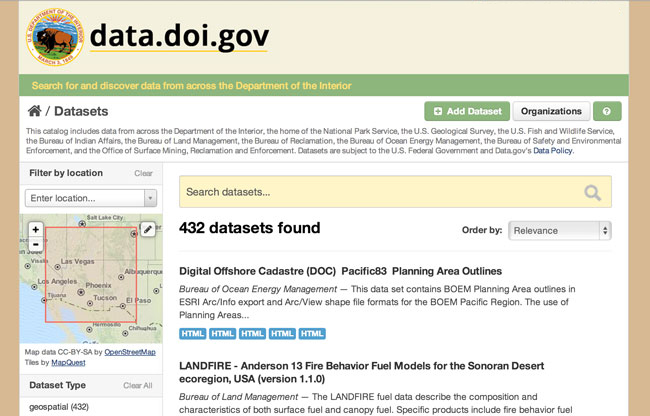 U.S. DEPARTMENT OF THE INTERIOR
MARCH 3, 1849
data.doi.gov
Search for and discover data from across the Department of the Interior
/ Datasets
Add Dataset
Organizations
?
This catalog includes data from across the Department of the Interior, the home of the National Park Service, the U.S. Geological Survey, the U.S. Fish and Wildlife Service,
the Bureau of Indian Affairs, the Bureau of Land Management, the Bureau of Reclamation, the Bureau of Ocean Energy Management, the Bureau of Safety and Environmental
Enforcement, and the Office of Surface Mining, Reclamation and Enforcement. Datasets are subject to the U.S. Federal Government and Data.gov's Data Policy.
Filter by location
Clear
Enter location...
+
-
Salt Lake City
Denver
Visalia
Las Vegas
Albuquerque
Los Angeles
Phoenix
Tijuana
Tucson
El Paso
Hermosillo
Chihuahua
Map data CC-BY-SA by OpenStreetMap
Tiles by MapQuest
Dataset Type
Clear All
geospatial (432)
Search datasets...
432 datasets found
Order by:
Relevance
Digital Offshore Cadastre (DOC) Pacific83 Planning Area Outlines
Bureau of Ocean Energy Management — This data set contains BOEM Planning Area outlines in
ESRI Arc/Info export and Arc/View shape file formats for the BOEM Pacific Region. The use of
Planning Areas...
HTML HTML HTML HTML HTML
LANDFIRE - Anderson 13 Fire Behavior Fuel Models for the Sonoran Desert
ecoregion, USA (version 1.1.0)
Bureau of Land Management — The LANDFIRE fuel data describe the composition and
characteristics of both surface fuel and canopy fuel. Specific products include fire behavior fuel